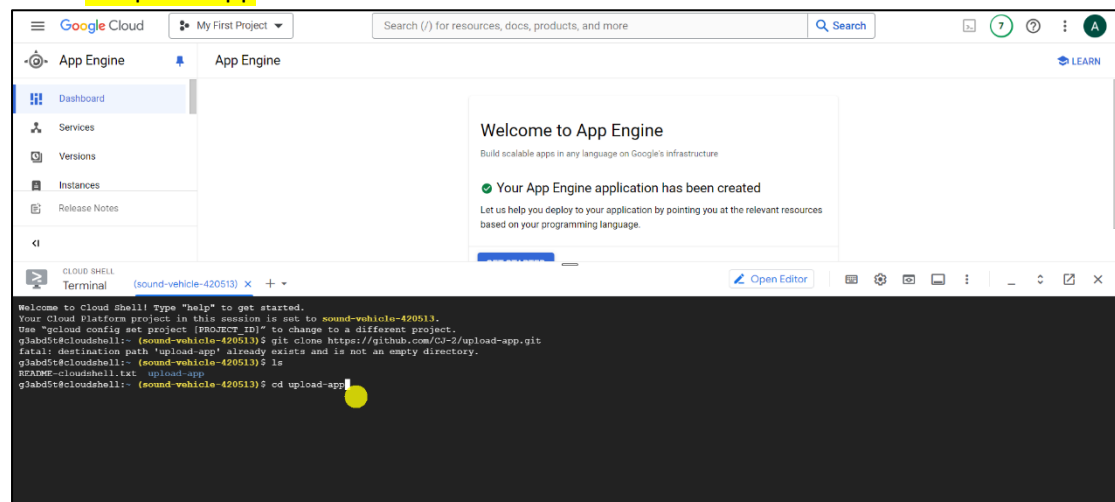 Google Cloud
My First Project
Search (/) for resources, docs, products, and more
Search
7
A
App Engine
App Engine
LEARN
Dashboard
Services
Versions
Instances
Release Notes
Welcome to App Engine
Build scalable apps in any language on Google's infrastructure
Your App Engine application has been created
Let us help you deploy to your application by pointing you at the relevant resources
based on your programming language.
CLOUD SHELL
Terminal
(sound-vehicle-420513)
Open Editor
Welcome to Cloud Shell! Type "help" to get started.
Your Cloud Platform project in this session is set to sound-vehicle-420513.
Use "gcloud config set project [PROJECT_ID]" to change to a different project.
g3abd5t@cloudshell:~ (sound-vehicle-420513)$ git clone https://github.com/CJ-2/upload-app.git
fatal: destination path 'upload-app' already exists and is not an empty directory.
g3abd5t@cloudshell:~ (sound-vehicle-420513)$ ls
README-cloudshell.txt upload-app
g3abd5t@cloudshell:~ (sound-vehicle-420513)$ cd upload-app